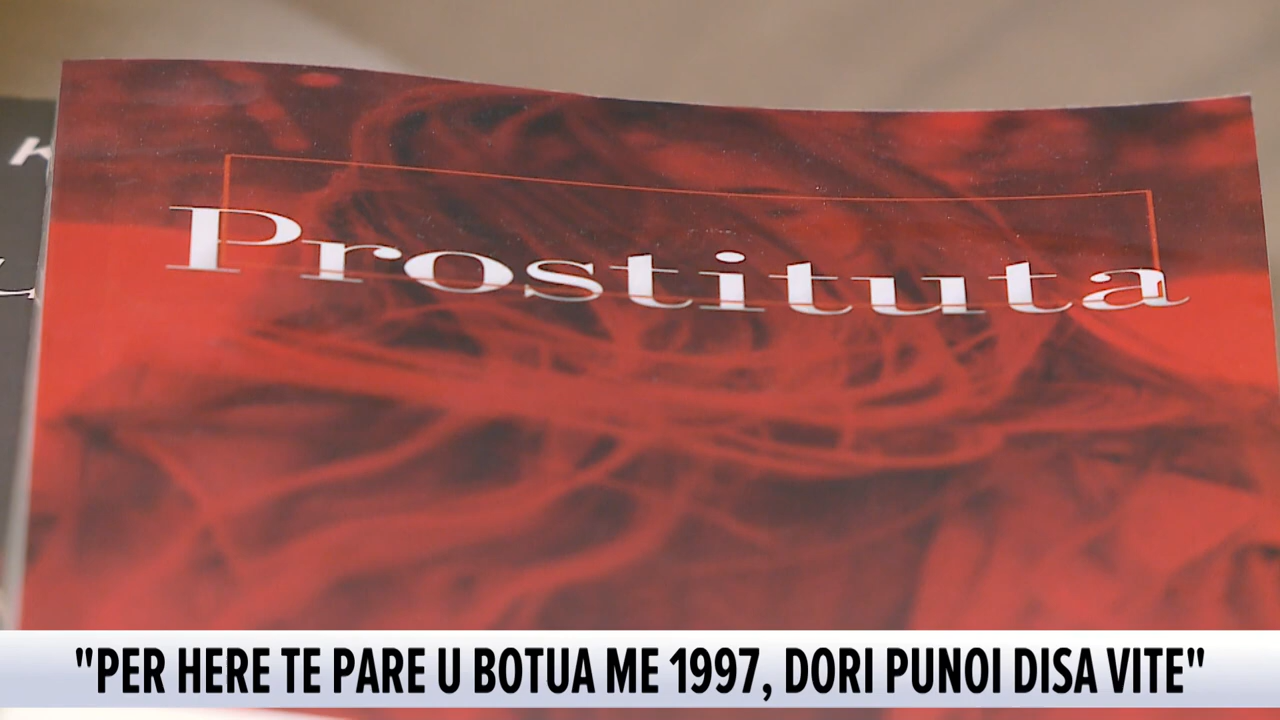 K
Prostituta
"PER HERE TE PARE U BOTUA ME 1997, DORI PUNOI DISA VITE"